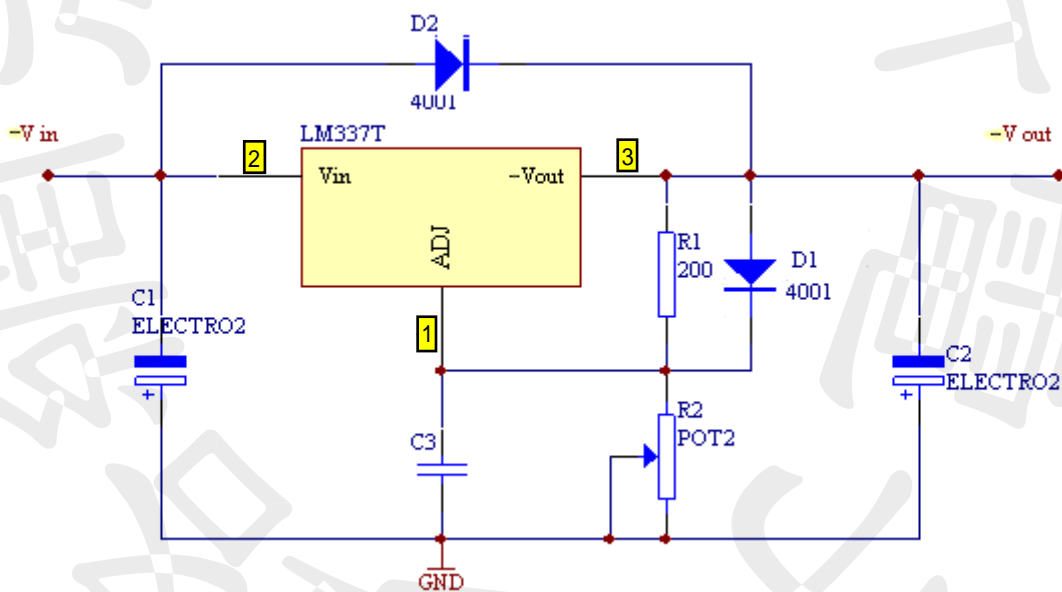 D2
4001
-V in
LM337T
-V out
2
3
Vin
-Vout
ADJ
R1
200
D1
4001
C1
ELECTRO2
1
C2
ELECTRO2
R2
POT2
C3
+
+
GND